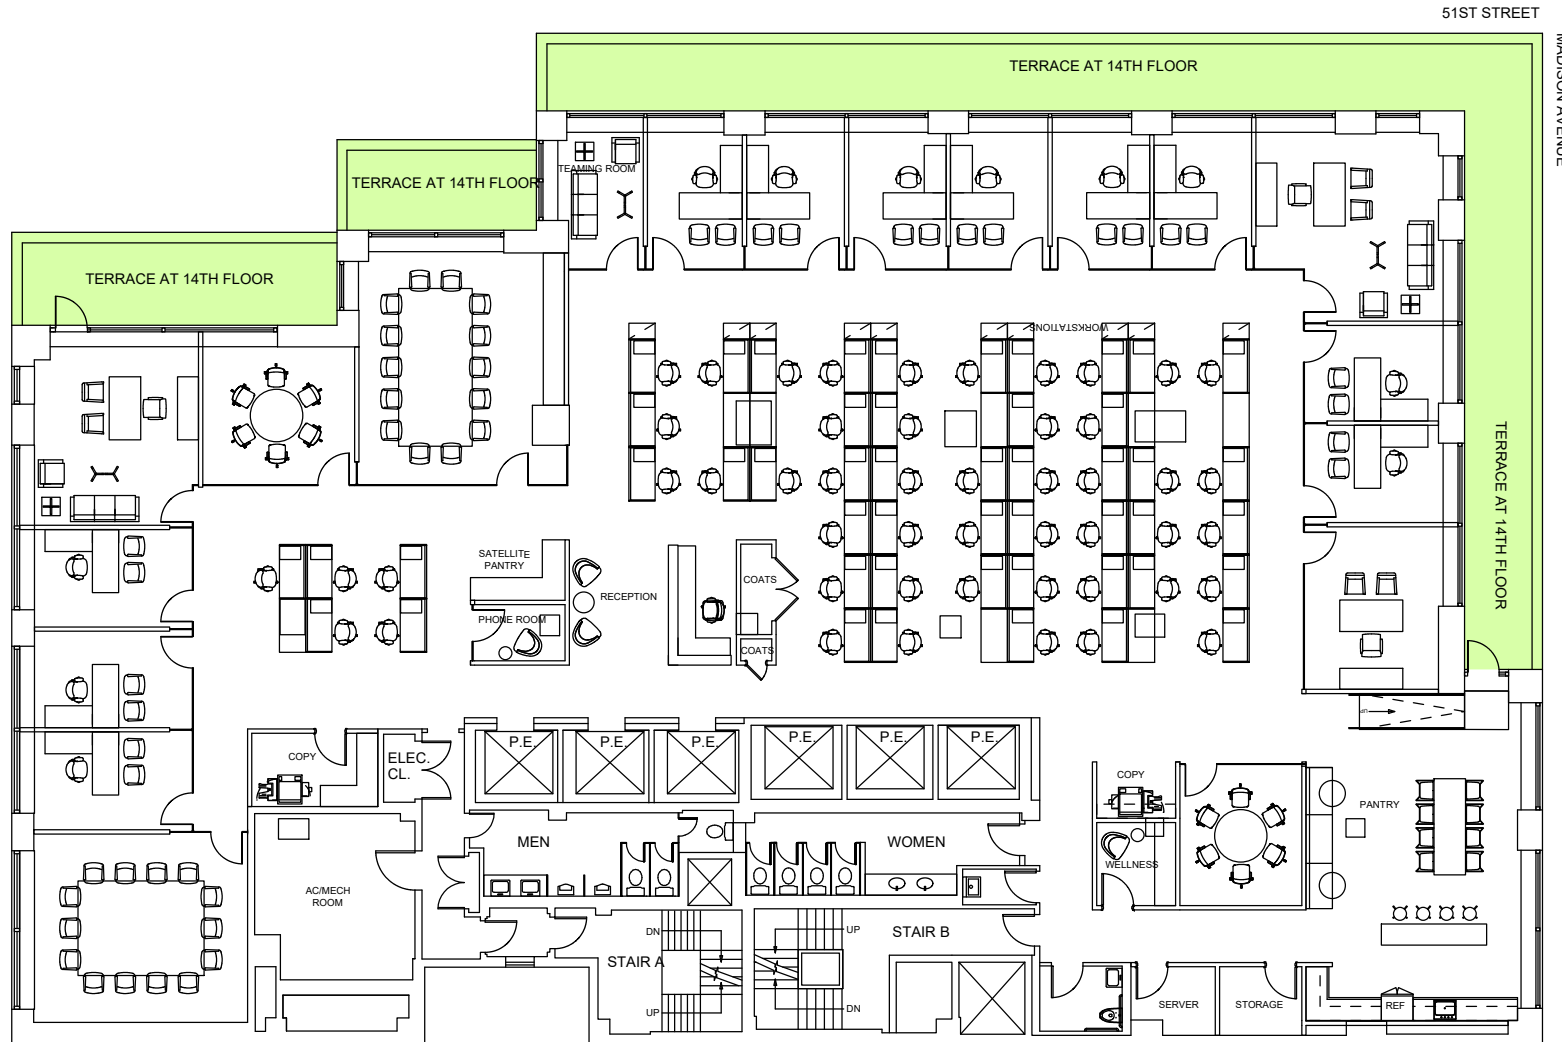 51ST STREET
MADISON AVENUE
TERRACE AT 14TH FLOOR
TERRACE AT 14TH FLOOR
TEAMING ROOM
TERRACE AT 14TH FLOOR
WORKSTATIONS
TERRACE AT 14TH FLOOR
SATELLITE
PANTRY
RECEPTION
COATS
PHONE ROOM
COATS
UP
P.E.
P.E.
P.E.
P.E.
P.E.
P.E.
COPY
ELEC.
CL.
COPY
PANTRY
MEN
WOMEN
WELLNESS
AC/MECH
ROOM
DN
UP
STAIR B
STAIR A
UP
DN
SERVER
STORAGE
REF